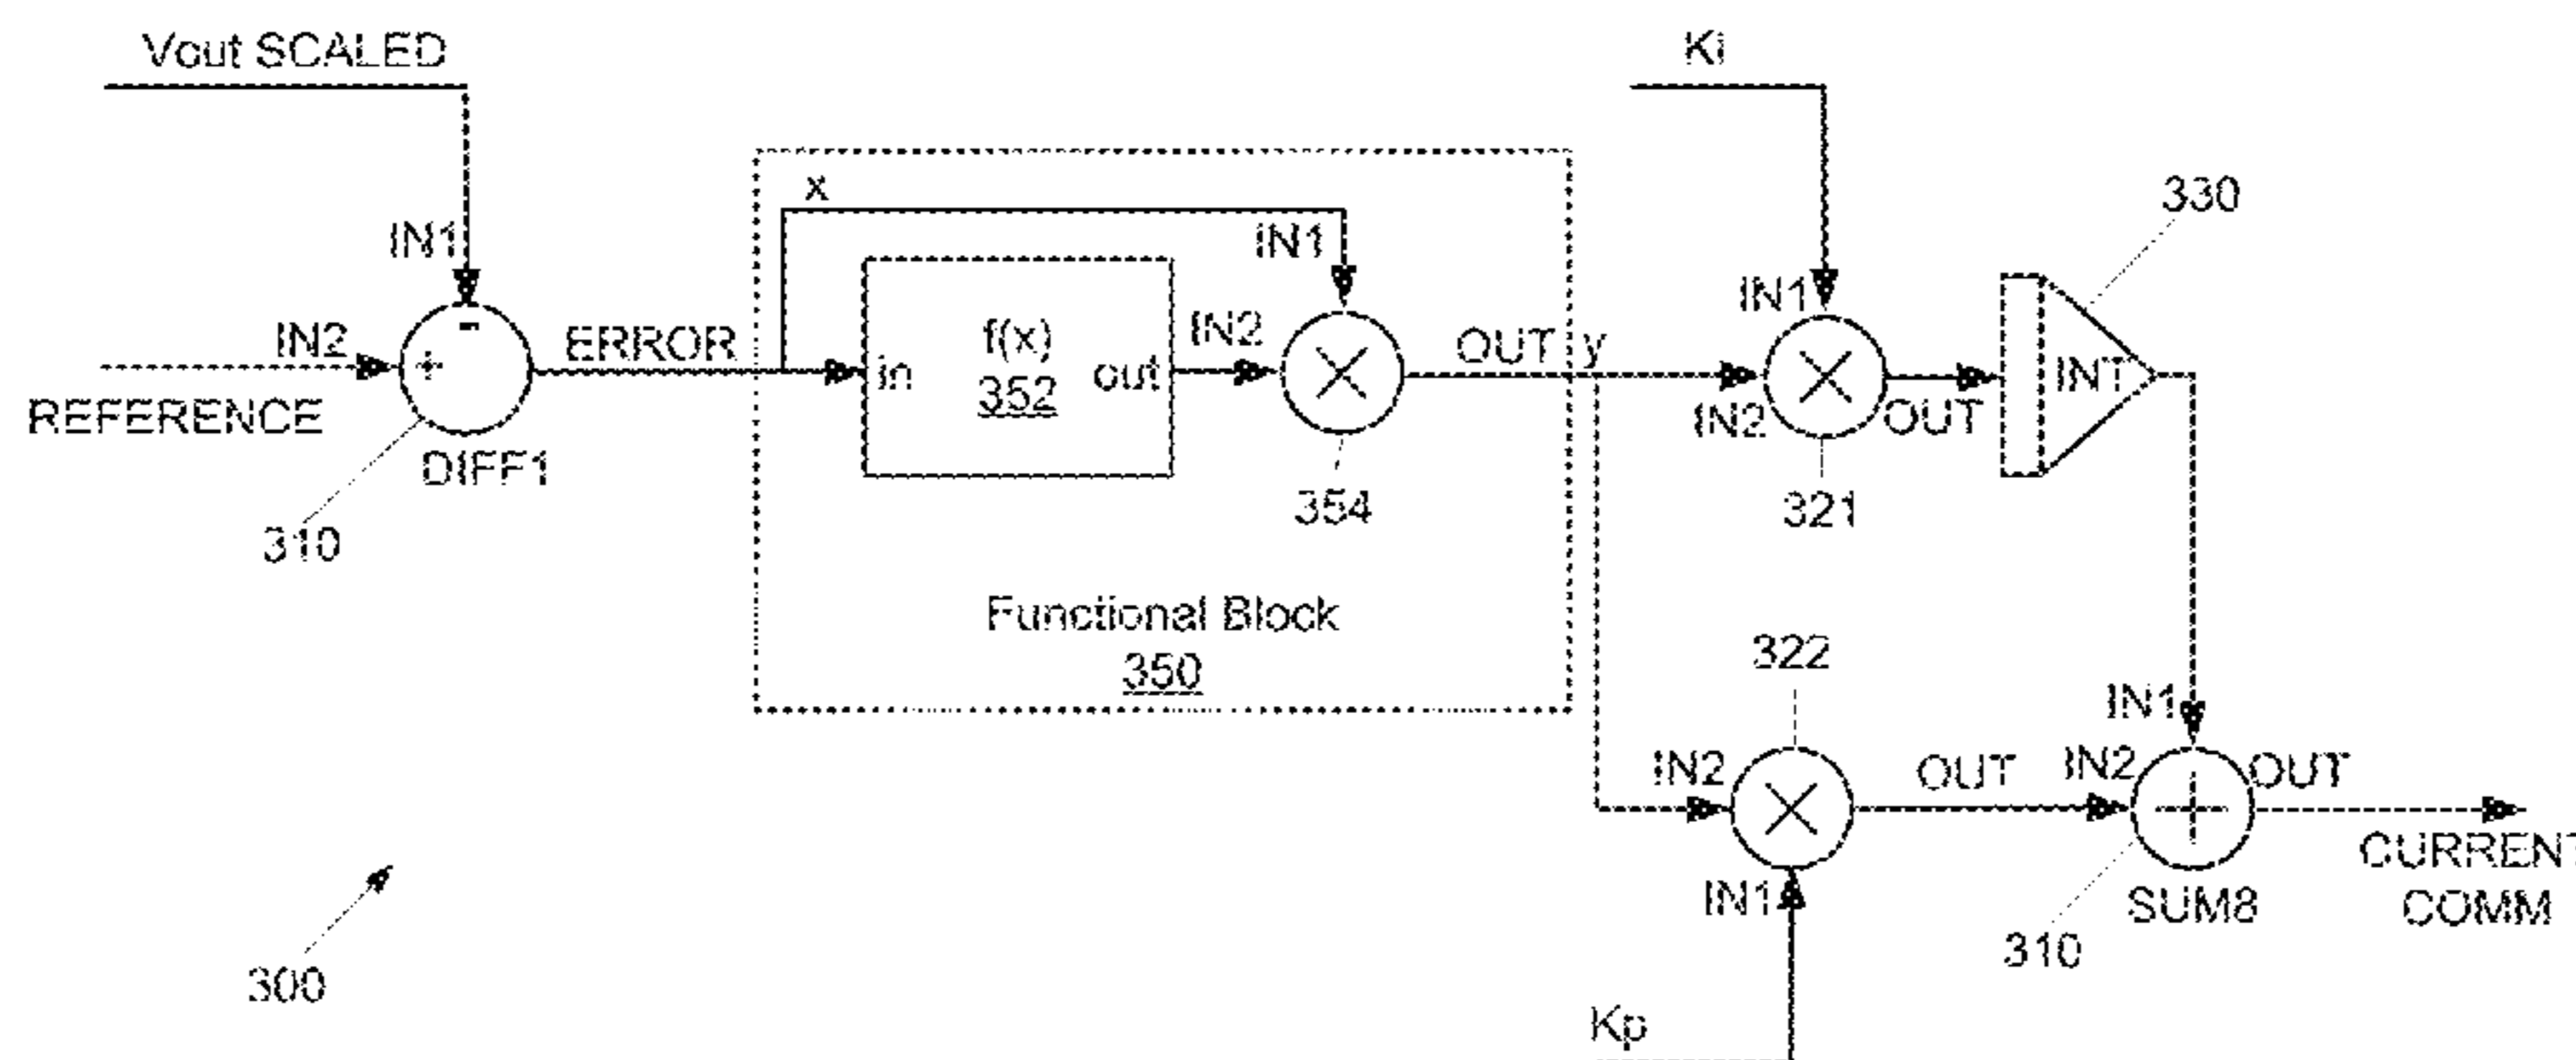 Vout SCALED
Ki
x
330
IN1
IN1
IN1
IN2
ERROR
f(x)
352
in
out
IN2
OUT
y
INT
REFERENCE
IN2
OUT
DIFF1
354
321
310
Functional Block
350
322
IN1
IN2
OUT
IN2
OUT
CURRENT
COMM
IN1
SUM8
310
300
Kp